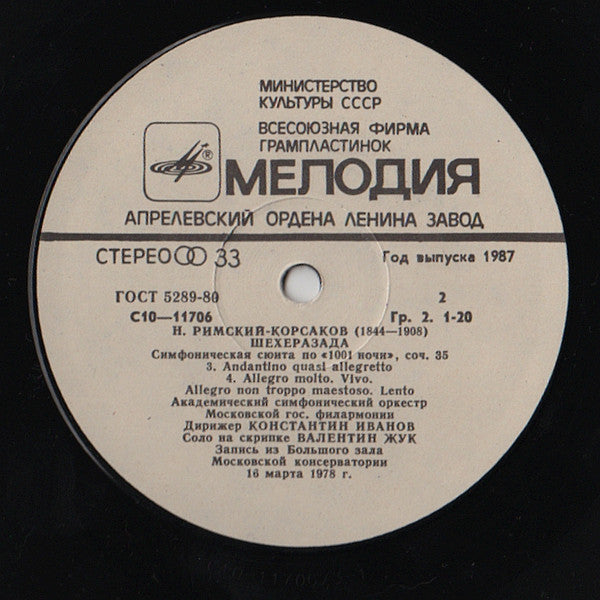 МИНИСТЕРСТВО
КУЛЬТУРЫ СССР
ВСЕСОЮЗНАЯ ФИРМА
ГРАМПЛАСТИНОК
®
МЕЛОДИЯ
АПРЕЛЕВСКИЙ ОРДЕНА ЛЕНИНА ЗАВОД
СТЕРЕО 33 Год выпуска 1987
ГОСТ 5289-80 2
С10—11706 Гр. 2. 1-20
Н. РИМСКИЙ-КОРСАКОВ (1844—1908)
ШЕХЕРАЗАДА
Симфоническая сюита по «1001 ночи», соч. 35
3. Andantino quasi allegretto
4. Allegro molto. Vivo.
Allegro non troppo maestoso. Lento
Академический симфонический оркестр
Московской гос. филармонии
Дирижер КОНСТАНТИН ИВАНОВ
Соло на скрипке ВАЛЕНТИН ЖУК
Запись из Большого зала
Московской консерватории
16 марта 1978 г.